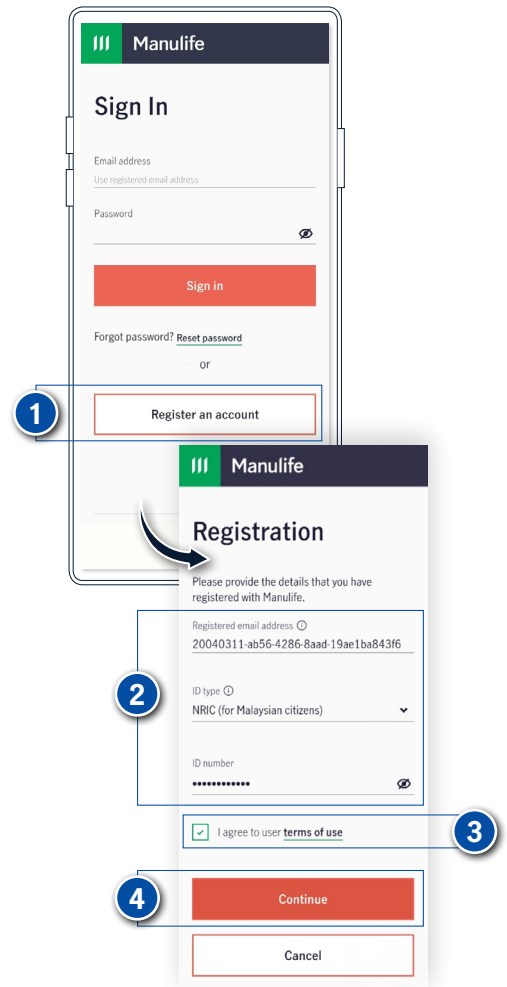 Manulife
Sign In
Email address
Use registered email address
Password
Sign in
Forgot password? Reset password
or
1
Register an account
Manulife
Registration
Please provide the details that you have
registered with Manulife.
Registered email address
20040311-ab56-4286-8aad-19ae1ba843f6
2
ID type
NRIC (for Malaysian citizens)
ID number
••••••••••••
I agree to user terms of use
3
4
Continue
Cancel